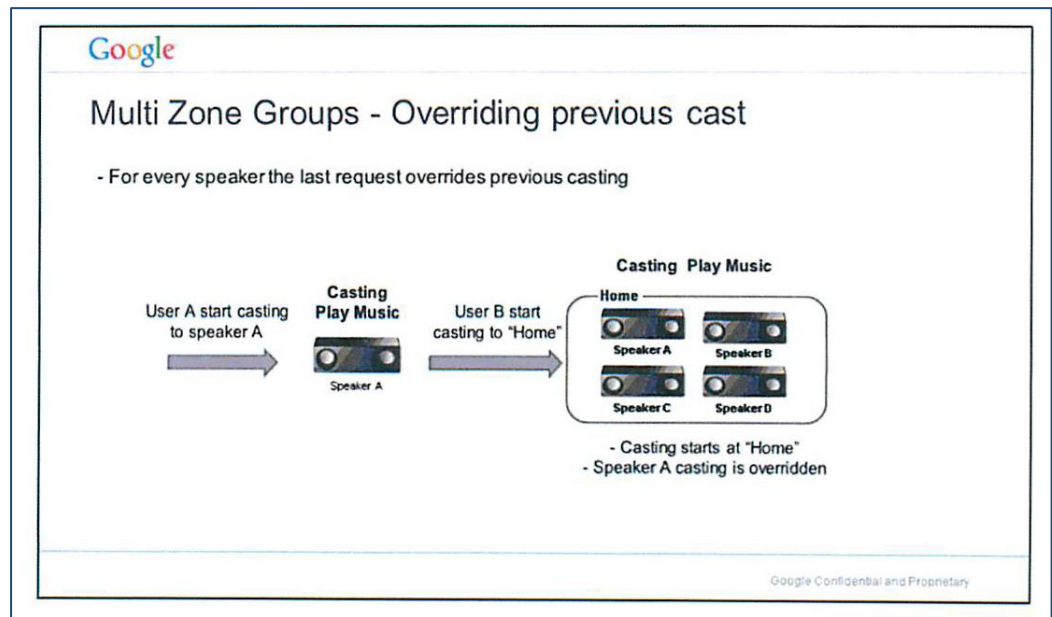 Google
Multi Zone Groups - Overriding previous cast
- For every speaker the last request overrides previous casting
User A start casting
to speaker A
Casting
Play Music
Speaker A
User B start
casting to “Home”
Casting Play Music
Home
Speaker A
Speaker B
Speaker C
Speaker D
- Casting starts at “Home”
- Speaker A casting is overridden
Google Confidential and Proprietary